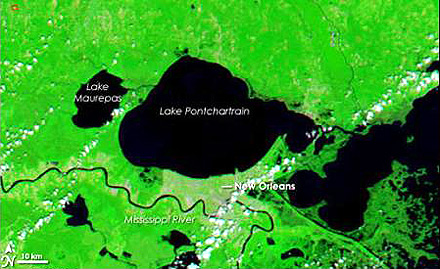 Lake
Maurepas
Lake Pontchartrain
New Orleans
Mississippi River
N
10 km